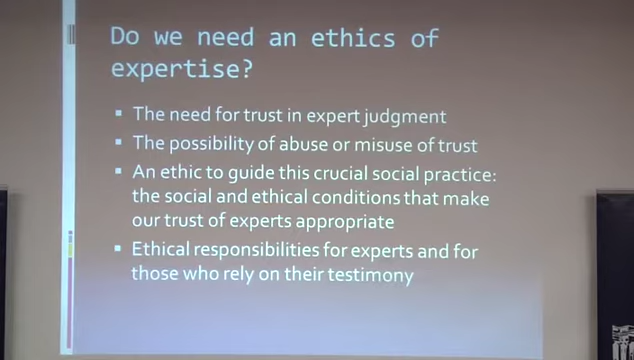 Do we need an ethics of
expertise?
▪ The need for trust in expert judgment
▪ The possibility of abuse or misuse of trust
▪ An ethic to guide this crucial social practice:
the social and ethical conditions that make
our trust of experts appropriate
▪ Ethical responsibilities for experts and for
those who rely on their testimony